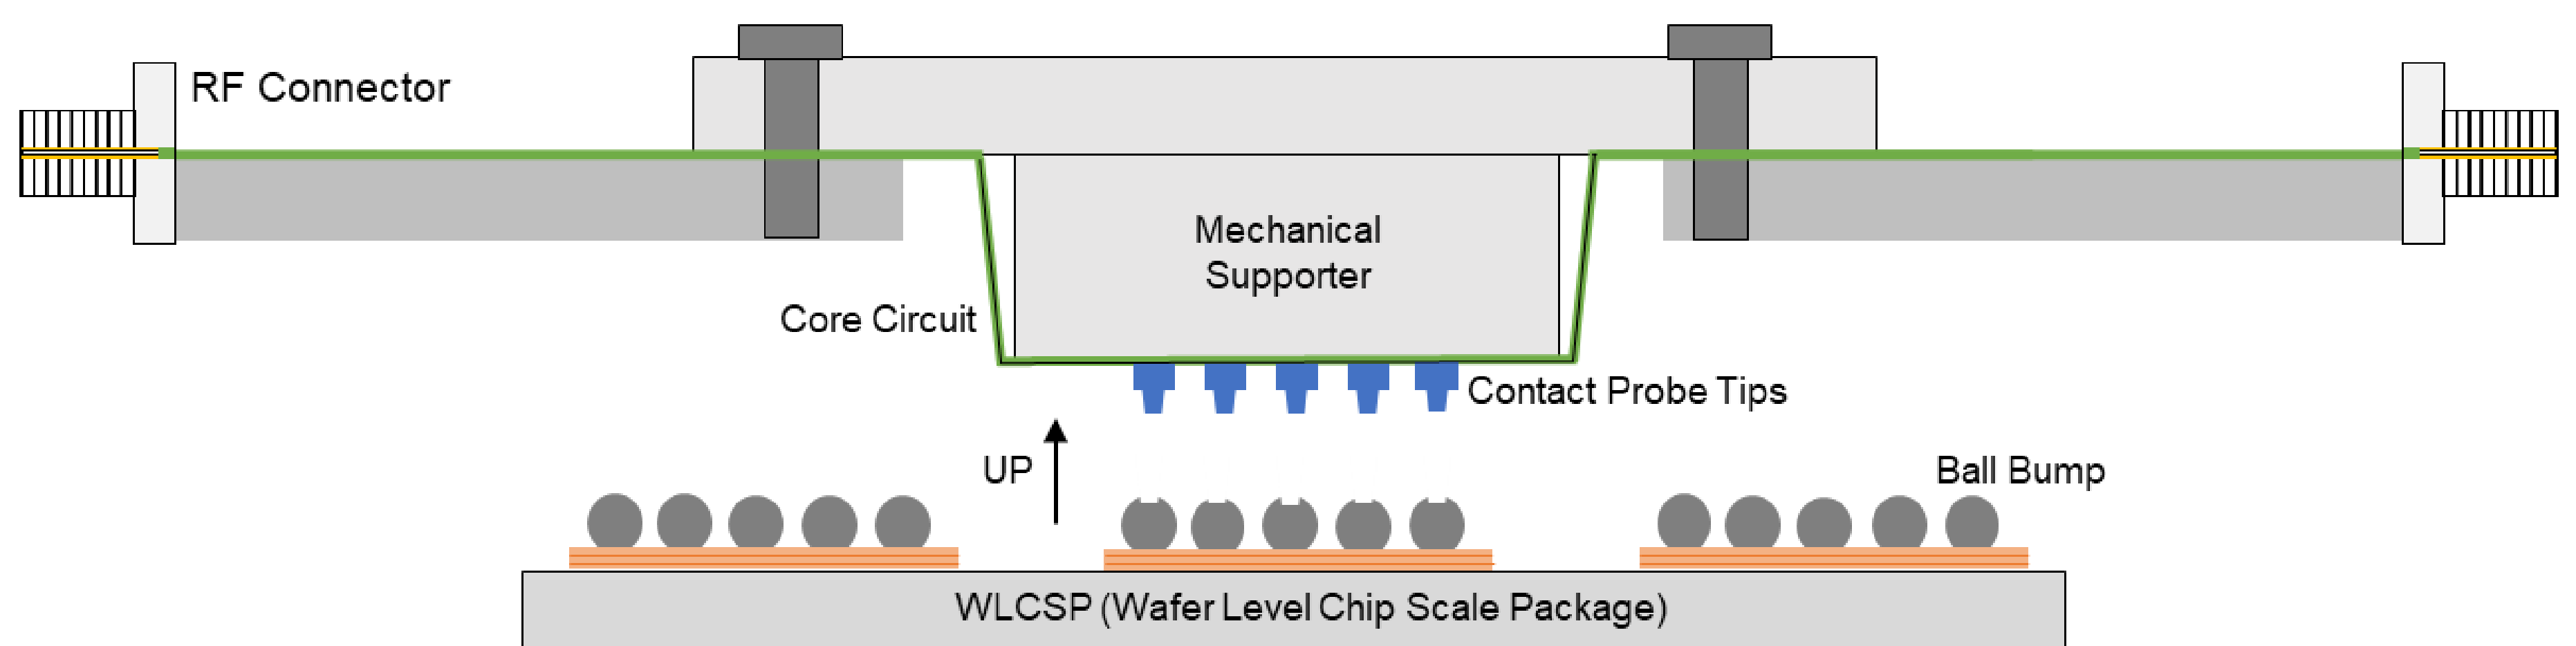 RF Connector
Mechanical
Supporter
Core Circuit
Contact Probe Tips
UP
Ball Bump
WLCSP (Wafer Level Chip Scale Package)